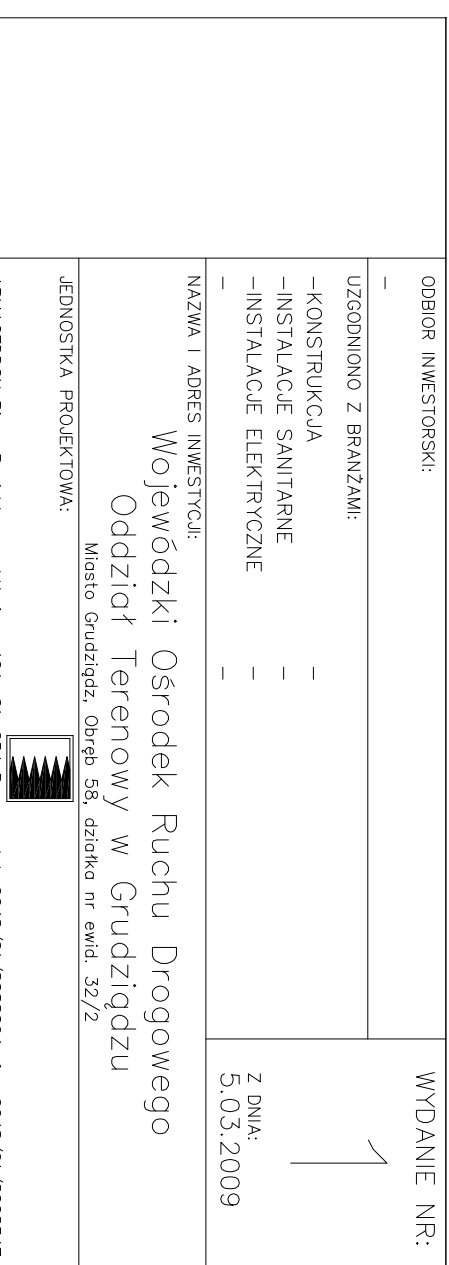 ODBIOR INWESTORSKI:
-
WYDANIE NR:
1
Z DNIA:
5.03.2009
UZGODNIONO Z BRANŻAMI:
-KONSTRUKCJA -
-INSTALACJE SANITARNE -
-INSTALACJE ELEKTRYCZNE -
-
NAZWA I ADRES INWESTYCJI:
Wojewódzki Ośrodek Ruchu Drogowego
Oddział Terenowy w Grudziądzu
Miasto Grudziądz, Obręb 58, działka nr ewid. 32/2
JEDNOSTKA PROJEKTOWA: